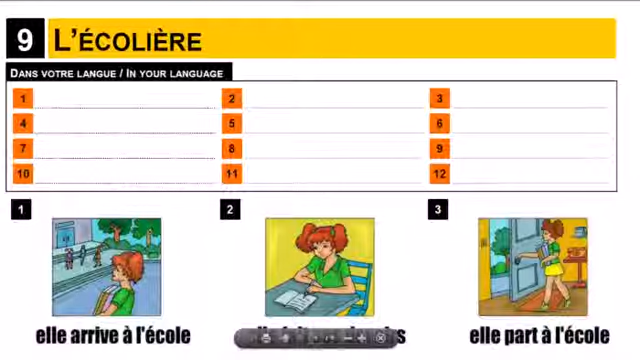 9 L'ÉCOLIÈRE
DANS VOTRE LANGUE / IN YOUR LANGUAGE
1 2 3
4 5 6
7 8 9
10 11 12
1 2 3
elle arrive à l'école
elle part à l'école